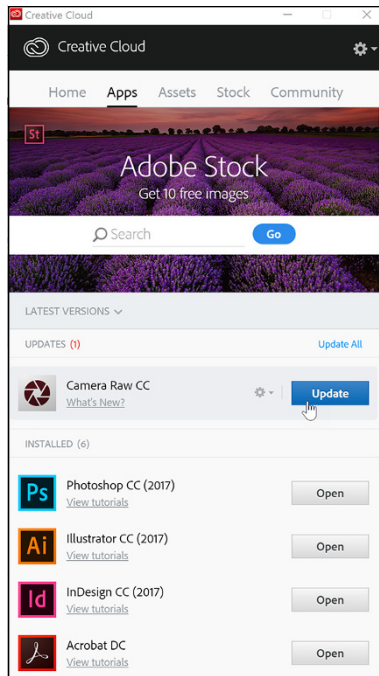 Creative Cloud
Creative Cloud
Home Apps Assets Stock Community
St
Adobe Stock
Get 10 free images
Search Go
LATEST VERSIONS
UPDATES (1) Update All
Camera Raw CC
What's New?
Update
INSTALLED (6)
Ps Photoshop CC (2017)
View tutorials
Open
Ai Illustrator CC (2017)
View tutorials
Open
Id InDesign CC (2017)
View tutorials
Open
Acrobat DC
View tutorials
Open